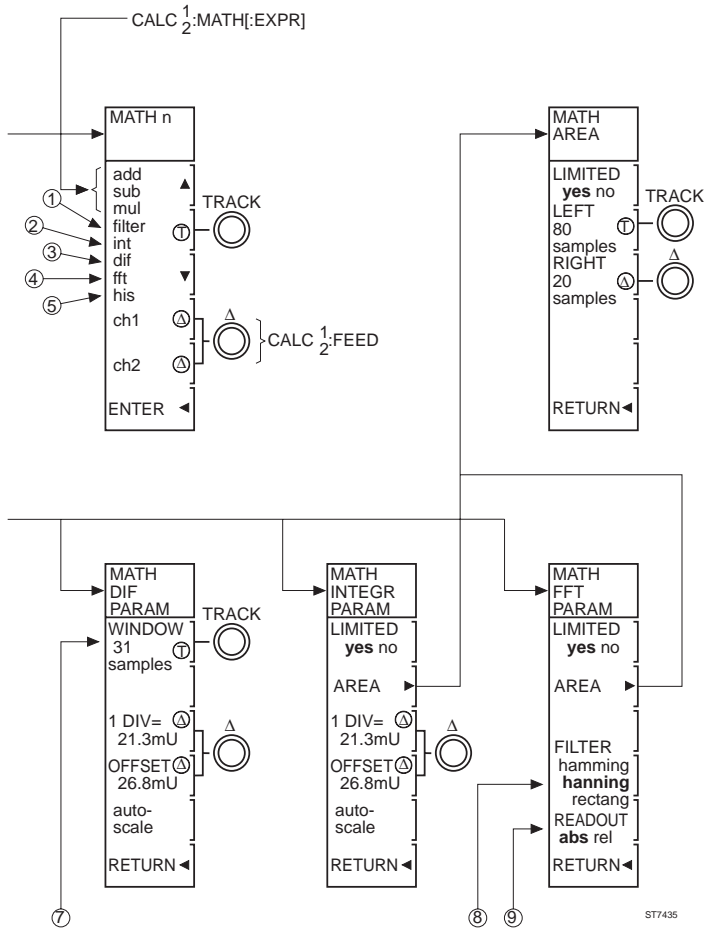 CALC 1/2:MATH[:EXPR]
MATH n
add
sub
mul
filter
int
dif
fft
his
ch1 Δ
ch2 Δ
ENTER ◄
▲
T
▼
TRACK
Δ
CALC 1/2:FEED
①
②
③
④
⑤
MATH
AREA
LIMITED
yes no
LEFT
80
samples
RIGHT
20
samples
RETURN◄
T
Δ
TRACK
Δ
MATH
DIF
PARAM
WINDOW
31
samples
T
TRACK
1 DIV= Δ
21.3mU
OFFSET Δ
26.8mU
auto-
scale
RETURN◄
Δ
⑦
MATH
INTEGR
PARAM
LIMITED
yes no
AREA ►
1 DIV= Δ
21.3mU
OFFSET Δ
26.8mU
auto-
scale
RETURN◄
Δ
MATH
FFT
PARAM
LIMITED
yes no
AREA ►
FILTER
hamming
hanning
rectang
READOUT
abs rel
RETURN◄
⑧
⑨
ST7435